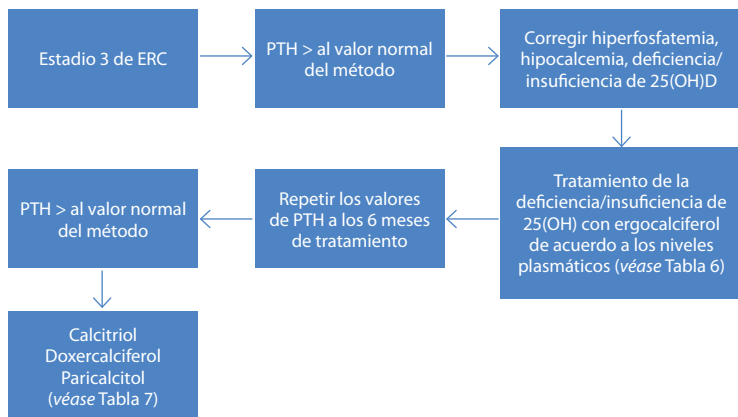 Estadio 3 de ERC
PTH > al valor normal
del método
Corregir hiperfosfatemia,
hipocalcemia, deficiencia/
insuficiencia de 25(OH)D
Tratamiento de la
deficiencia/insuficiencia de
25(OH) con ergocalciferol
de acuerdo a los niveles
plasmáticos (véase Tabla 6)
Repetir los valores
de PTH a los 6 meses
de tratamiento
PTH > al valor normal
del método
Calcitriol
Doxercalciferol
Paricalcitol
(véase Tabla 7)